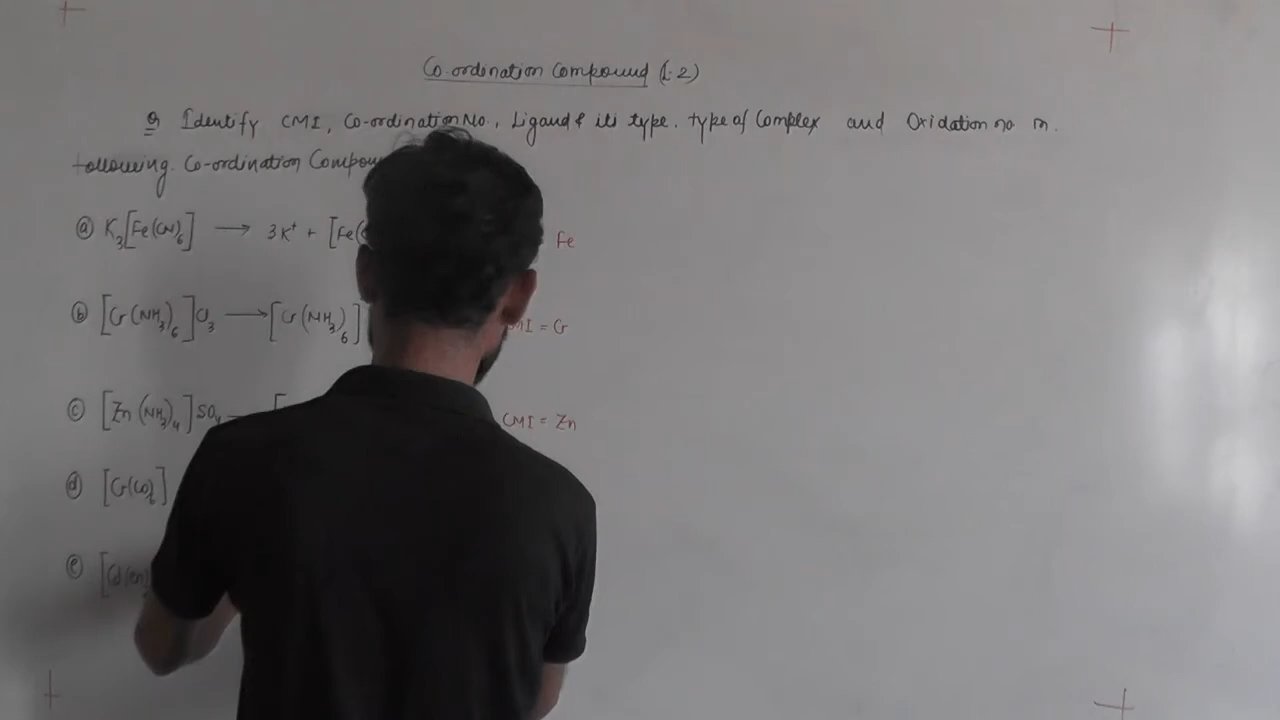 Co-ordination Compound (L-2)
Q Identify CMI, Co-ordination No., Ligand & its type, type of Complex and Oxidation no in
following Co-ordination Compou
ⓐ K₃[Fe(CN)₆] ⟶ 3K⁺ + [Fe( Fe
ⓑ [Cr(NH₃)₆]Cl₃ ⟶ [Cr(NH₃)₆] MI = Cr
ⓒ [Zn(NH₃)₄]SO₄ [ CMI = Zn
ⓓ [Cr(CO)₆]
ⓔ (en)